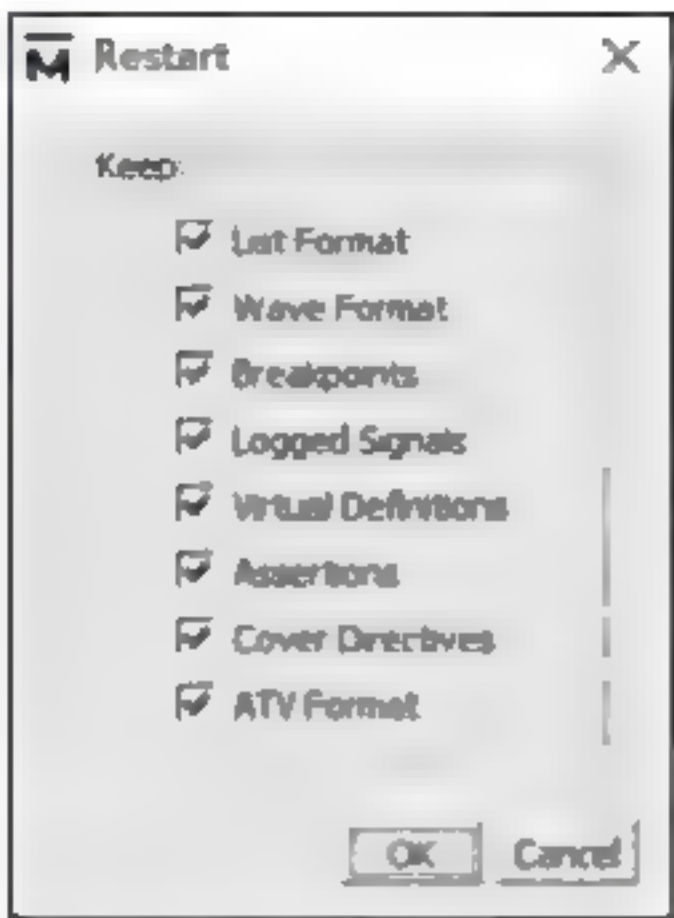 M Restart
Keep:
List Format
Wave Format
Breakpoints
Logged Signals
Virtual Definitions
Assertions
Cover Directives
ATV Format
OK Cancel